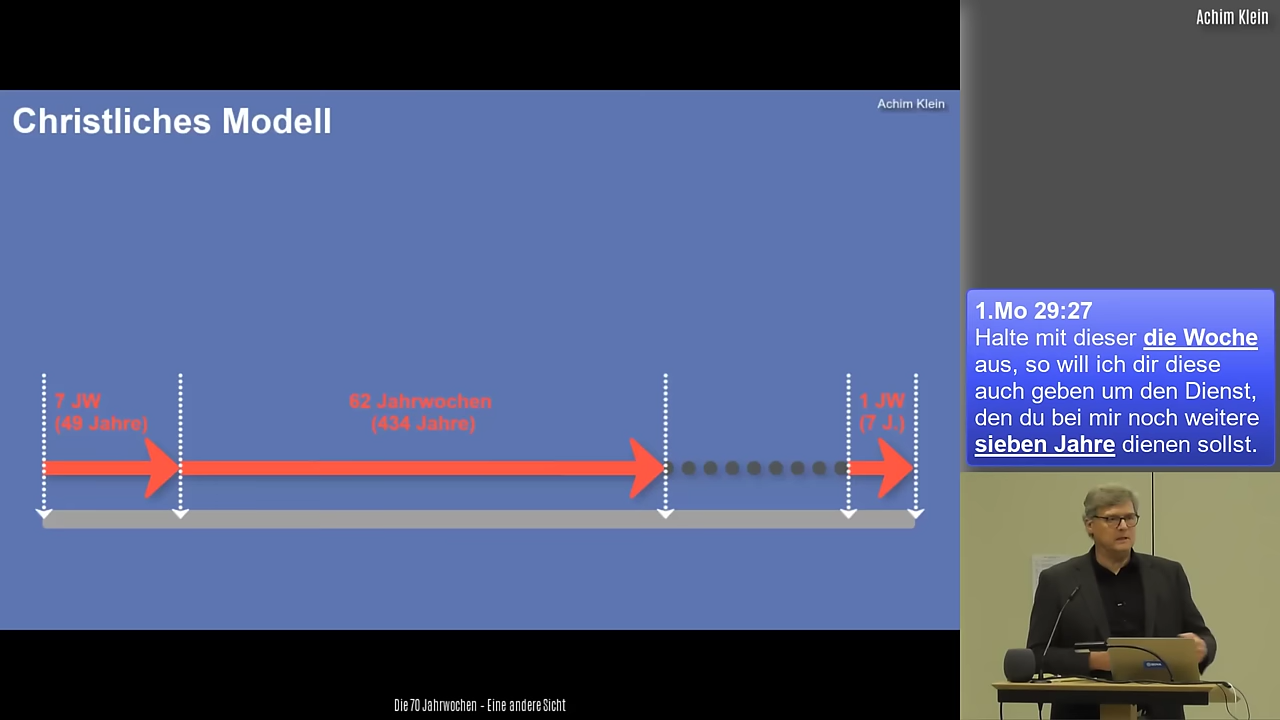 Christliches Modell
Achim Klein
7 JW
(49 Jahre)
62 Jahrwochen
(434 Jahre)
1 JW
(7 J.)
Die 70 Jahrwochen - Eine andere Sicht
Achim Klein
1.Mo 29:27
Halte mit dieser die Woche
aus, so will ich dir diese
auch geben um den Dienst,
den du bei mir noch weitere
sieben Jahre dienen sollst.